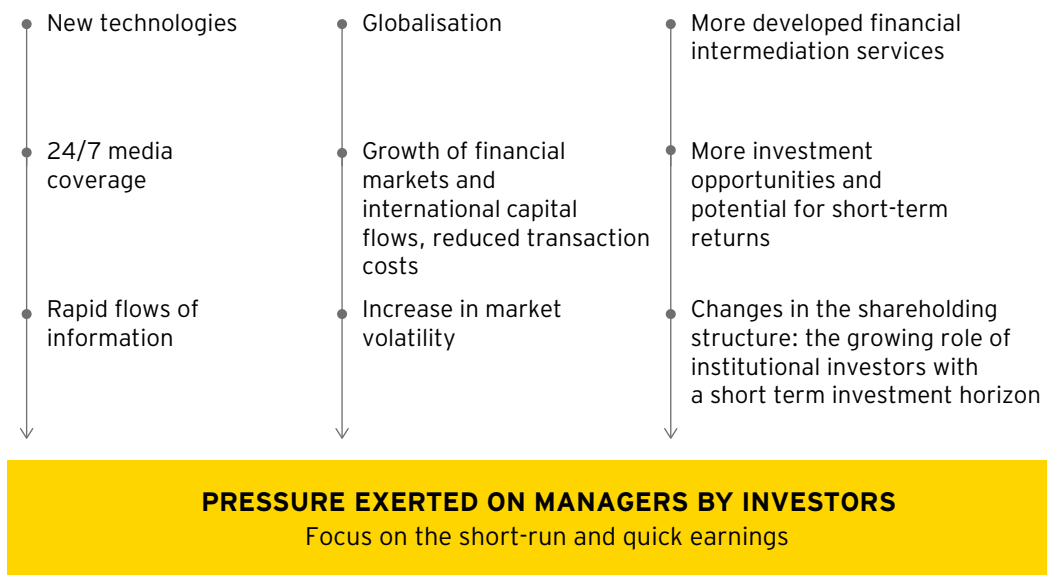 New technologies
24/7 media
coverage
Rapid flows of
information
Globalisation
Growth of financial
markets and
international capital
flows, reduced transaction
costs
Increase in market
volatility
More developed financial
intermediation services
More investment
opportunities and
potential for short-term
returns
Changes in the shareholding
structure: the growing role of
institutional investors with
a short term investment horizon
PRESSURE EXERTED ON MANAGERS BY INVESTORS
Focus on the short-run and quick earnings